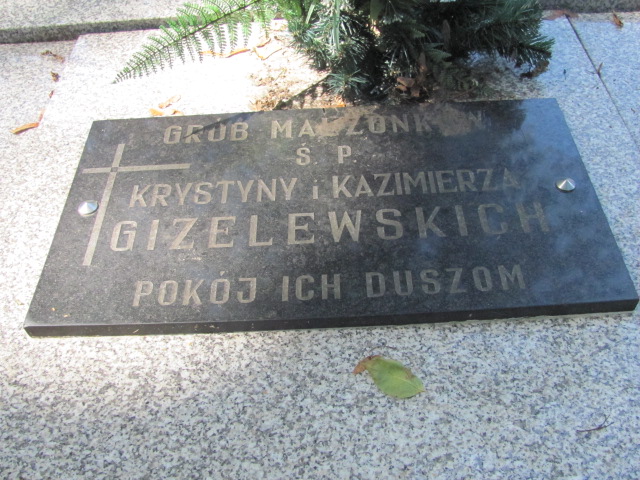 GRÓB MAŁŻONKÓW
Ś P.
KRYSTYNY i KAZIMIERZA
GIZELEWSKICH
POKÓJ ICH DUSZOM